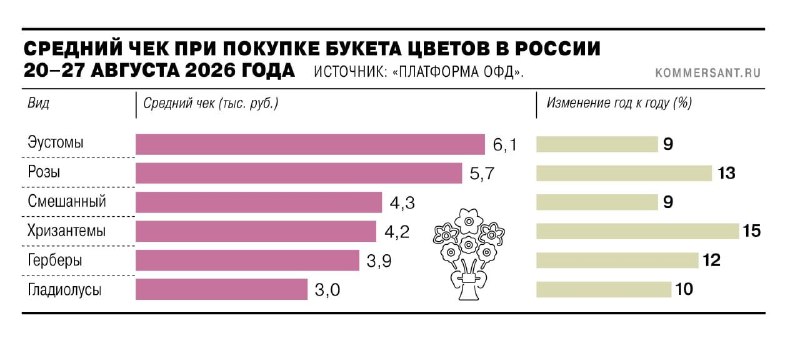 СРЕДНИЙ ЧЕК ПРИ ПОКУПКЕ БУКЕТА ЦВЕТОВ В РОССИИ
20–27 АВГУСТА 2026 ГОДА ИСТОЧНИК: «ПЛАТФОРМА ОФД». KOMMERSANT.RU
Вид Средний чек (тыс. руб.) Изменение год к году (%)
Эустомы 6,1 9
Розы 5,7 13
Смешанный 4,3 9
Хризантемы 4,2 15
Герберы 3,9 12
Гладиолусы 3,0 10